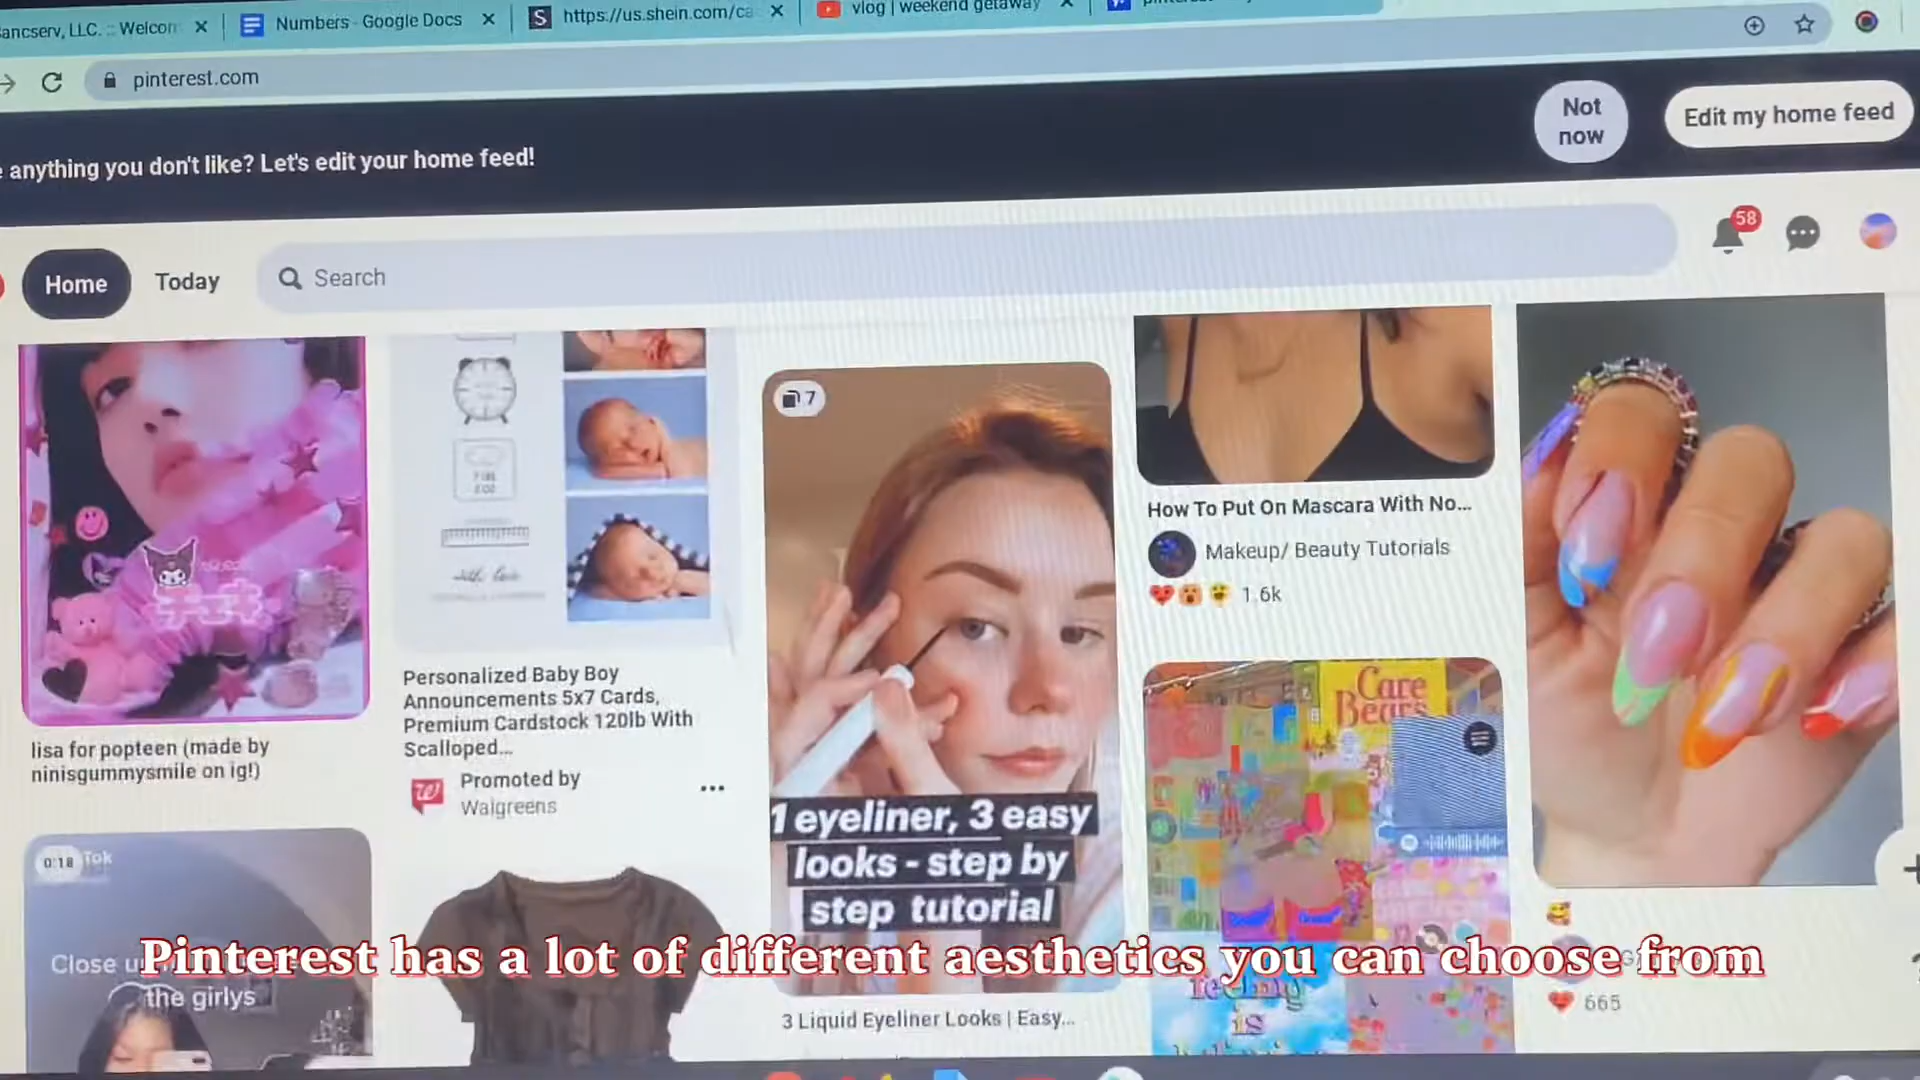 ancserv, LLC. :: Welcom
Numbers - Google Docs
S
https://us.shein.com/ca
vlog | weekend getaway
pinterest.com
anything you don't like? Let's edit your home feed!
Not
now
Edit my home feed
Home
Today
Search
58
7
lisa for popteen (made by
ninisgummysmile on ig!)
Personalized Baby Boy
Announcements 5x7 Cards,
Premium Cardstock 120lb With
Scalloped...
Promoted by
Walgreens
1 eyeliner, 3 easy
looks - step by
step tutorial
3 Liquid Eyeliner Looks | Easy...
How To Put On Mascara With No...
Makeup/ Beauty Tutorials
1.6k
Care
Bears
feeling
is
665
0:18
Tok
Close u
the girlys
Pinterest has a lot of different aesthetics you can choose from